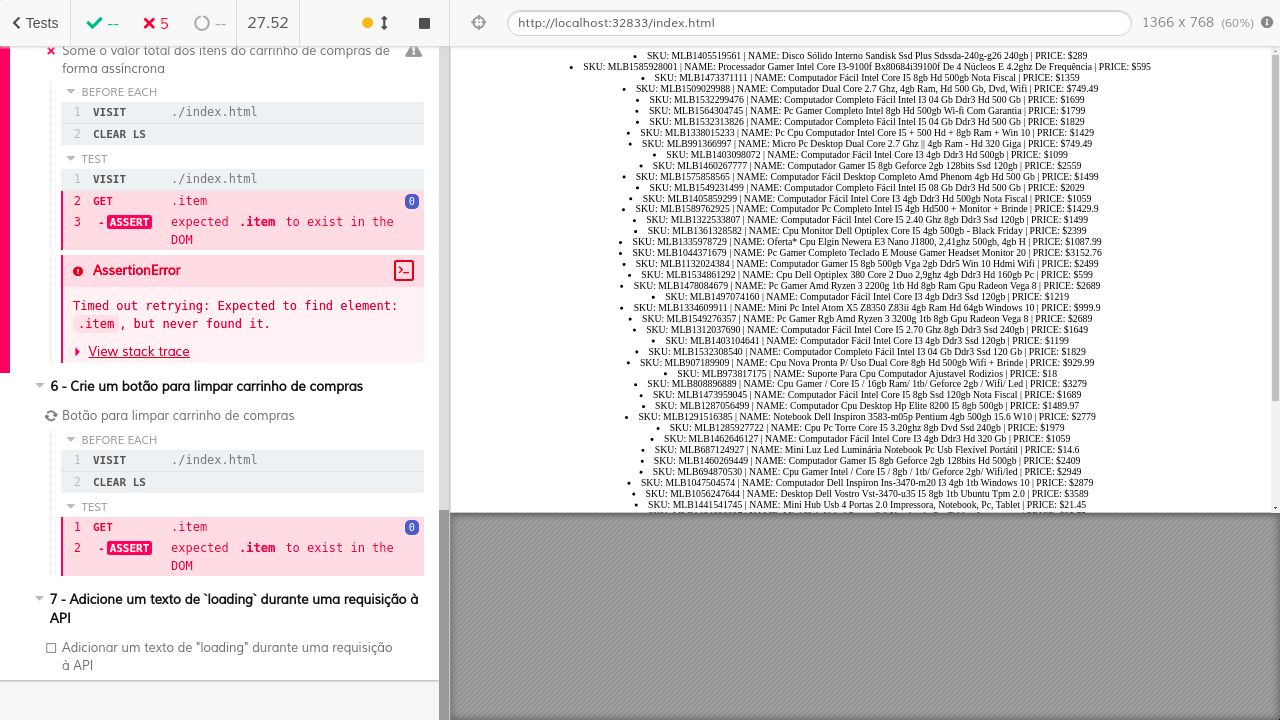 Tests
--
5
--
27.52
http://localhost:32833/index.html
1366 x 768 (60%)
Some o valor total dos itens do carrinho de compras de
forma assíncrona
BEFORE EACH
1 VISIT ./index.html
2 CLEAR LS
TEST
1 VISIT ./index.html
2 GET .item 0
3 -ASSERT expected .item to exist in the
DOM
AssertionError
Timed out retrying: Expected to find element:
.item, but never found it.
View stack trace
6 - Crie um botão para limpar carrinho de compras
Botão para limpar carrinho de compras
BEFORE EACH
1 VISIT ./index.html
2 CLEAR LS
TEST
1 GET .item 0
2 -ASSERT expected .item to exist in the
DOM
7 - Adicione um texto de `loading` durante uma requisição à
API
Adicionar um texto de "loading" durante uma requisição
à API
SKU: MLB1405519561 | NAME: Disco Sólido Interno Sandisk Ssd Plus Sdssda-240g-g26 240gb | PRICE: $289
SKU: MLB1585928001 | NAME: Processador Gamer Intel Core I3-9100f Bx80684i39100f De 4 Núcleos E 4.2ghz De Frequência | PRICE: $595
SKU: MLB1473371111 | NAME: Computador Fácil Intel Core I5 8gb Hd 500gb Nota Fiscal | PRICE: $1359
SKU: MLB1509029988 | NAME: Computador Dual Core 2.7 Ghz, 4gb Ram, Hd 500 Gb, Dvd, Wifi | PRICE: $749.49
SKU: MLB1532299476 | NAME: Computador Completo Fácil Intel I3 04 Gb Ddr3 Hd 500 Gb | PRICE: $1699
SKU: MLB1564304745 | NAME: Pc Gamer Completo Intel 8gb Hd 500gb Wi-fi Com Garantia | PRICE: $1799
SKU: MLB1532313826 | NAME: Computador Completo Fácil Intel I5 04 Gb Ddr3 Hd 500 Gb | PRICE: $1829
SKU: MLB1338015233 | NAME: Pc Cpu Computador Intel Core I5 + 500 Hd + 8gb Ram + Win 10 | PRICE: $1429
SKU: MLB991366997 | NAME: Micro Pc Desktop Dual Core 2.7 Ghz || 4gb Ram - Hd 320 Giga | PRICE: $749.49
SKU: MLB1403098072 | NAME: Computador Fácil Intel Core I3 4gb Ddr3 Hd 500gb | PRICE: $1099
SKU: MLB1460267777 | NAME: Computador Gamer I5 8gb Geforce 2gb 128bits Ssd 120gb | PRICE: $2559
SKU: MLB1575858565 | NAME: Computador Fácil Desktop Completo Amd Phenom 4gb Hd 500 Gb | PRICE: $1499
SKU: MLB1549231499 | NAME: Computador Completo Fácil Intel I5 08 Gb Ddr3 Hd 500 Gb | PRICE: $2029
SKU: MLB1405859299 | NAME: Computador Fácil Intel Core I3 4gb Ddr3 Hd 500gb Nota Fiscal | PRICE: $1059
SKU: MLB1589762925 | NAME: Computador Pc Completo Intel I5 4gb Hd500 + Monitor + Brinde | PRICE: $1429.9
SKU: MLB1322533807 | NAME: Computador Fácil Intel Core I5 2.40 Ghz 8gb Ddr3 Ssd 120gb | PRICE: $1499
SKU: MLB1361328582 | NAME: Cpu Monitor Dell Optiplex Core I5 4gb 500gb - Black Friday | PRICE: $2399
SKU: MLB1335978729 | NAME: Oferta* Cpu Elgin Newera E3 Nano J1800, 2,41ghz 500gb, 4gb H | PRICE: $1087.99
SKU: MLB1044371679 | NAME: Pc Gamer Completo Teclado E Mouse Gamer Headset Monitor 20 | PRICE: $3152.76
SKU: MLB1132024384 | NAME: Gamer Computador I5 8gb 500gb Vga 2gb Ddr5 Win 10 Hdmi Wifi | PRICE: $2499
SKU: MLB1534861292 | NAME: Cpu Dell Optiplex 380 Core 2 Duo 2,9ghz 4gb Ddr3 Hd 160gb Pc | PRICE: $599
SKU: MLB1478084679 | NAME: Pc Gamer Amd Ryzen 3 2200g 1tb Hd 8gb Ram Gpu Radeon Vega 8 | PRICE: $2689
SKU: MLB1497074160 | NAME: Computador Fácil Intel Core I3 4gb Ddr3 Ssd 120gb | PRICE: $1219
SKU: MLB1334609911 | NAME: Mini Pc Intel Atom X5 Z8350 Z83ii 4gb Ram Hd 64gb Windows 10 | PRICE: $999.9
SKU: MLB1549276357 | NAME: Pc Gamer Rgb Amd Ryzen 3 3200g 1tb 8gb Gpu Radeon Vega 8 | PRICE: $2689
SKU: MLB1312037690 | NAME: Computador Fácil Intel Core I5 2.70 Ghz 8gb Ddr3 Ssd 240gb | PRICE: $1649
SKU: MLB1403104641 | NAME: Computador Fácil Intel Core I3 4gb Ddr3 Ssd 120gb | PRICE: $1199
SKU: MLB1532308540 | NAME: Computador Completo Fácil Intel I3 04 Gb Ddr3 Ssd 120 Gb | PRICE: $1829
SKU: MLB907189909 | NAME: Cpu Nova Pronta P/ Uso Dual Core 8gb Hd 500gb Wifi + Brinde | PRICE: $929.99
SKU: MLB973817175 | NAME: Suporte Para Cpu Computador Ajustavel Rodizios | PRICE: $18
SKU: MLB808896889 | NAME: Cpu Gamer / Core I5 / 16gb Ram/ 1tb/ Geforce 2gb / Wifi/ Led | PRICE: $3279
SKU: MLB1473959045 | NAME: Computador Fácil Intel Core I5 8gb Ssd 120gb Nota Fiscal | PRICE: $1689
SKU: MLB1287056499 | NAME: Computador Cpu Desktop Hp Elite 8200 I5 8gb 500gb | PRICE: $1489.97
SKU: MLB1291516385 | NAME: Notebook Dell Inspiron 3583-m05p Pentium 4gb 500gb 15.6 W10 | PRICE: $2779
SKU: MLB1285927722 | NAME: Cpu Pc Torre Core I5 3.20ghz 8gb Dvd Ssd 240gb | PRICE: $1979
SKU: MLB1462646127 | NAME: Computador Fácil Intel Core I3 4gb Ddr3 Hd 320 Gb | PRICE: $1059
SKU: MLB687124927 | NAME: Mini Luz Led Luminária Notebook Pc Usb Flexível Portátil | PRICE: $14.6
SKU: MLB1460269449 | NAME: Computador Gamer I5 8gb Geforce 2gb 128bits Hd 500gb | PRICE: $2409
SKU: MLB694870530 | NAME: Cpu Gamer Intel / Core I5 / 8gb / 1tb/ Geforce 2gb/ Wifi/led | PRICE: $2949
SKU: MLB1047504574 | NAME: Computador Dell Inspiron Ins-3470-m20 I3 4gb 1tb Windows 10 | PRICE: $2879
SKU: MLB1056247644 | NAME: Desktop Dell Vostro Vst-3470-u35 I5 8gb 1tb Ubuntu Tpm 2.0 | PRICE: $3589
SKU: MLB1441541745 | NAME: Mini Hub Usb 4 Portas 2.0 Impressora, Notebook, Pc, Tablet | PRICE: $21.45